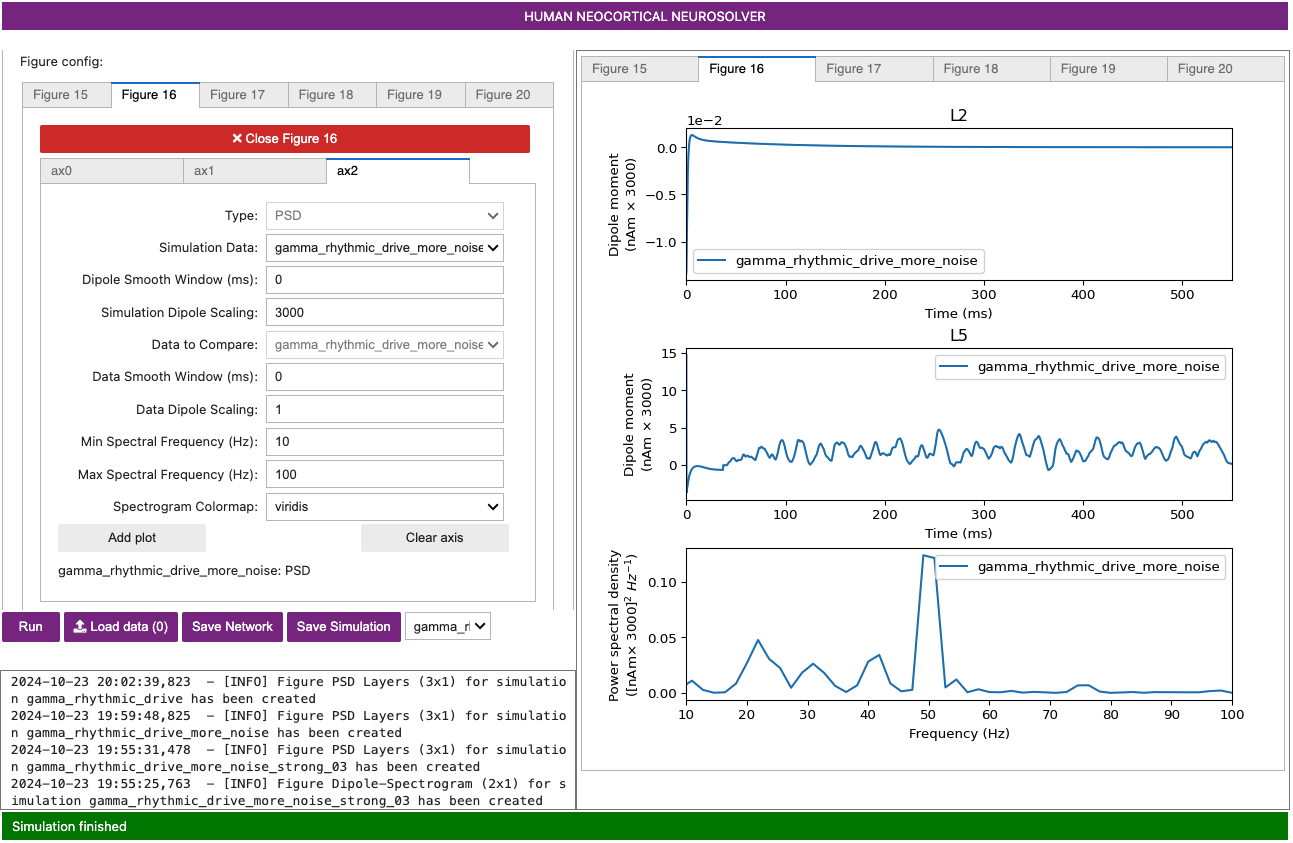 HUMAN NEOCORTICAL NEUROSOLVER
Figure config:
Figure 15
Figure 16
Figure 17
Figure 18
Figure 19
Figure 20
✕ Close Figure 16
ax0
ax1
ax2
Type:
PSD
Simulation Data:
gamma_rhythmic_drive_more_noise
Dipole Smooth Window (ms):
0
Simulation Dipole Scaling:
3000
Data to Compare:
gamma_rhythmic_drive_more_noise
Data Smooth Window (ms):
0
Data Dipole Scaling:
1
Min Spectral Frequency (Hz):
10
Max Spectral Frequency (Hz):
100
Spectrogram Colormap:
viridis
Add plot
Clear axis
gamma_rhythmic_drive_more_noise: PSD
Run
Load data (0)
Save Network
Save Simulation
gamma_r
2024-10-23 20:02:39,823  - [INFO] Figure PSD Layers (3x1) for simulatio
n gamma_rhythmic_drive has been created
2024-10-23 19:59:48,825  - [INFO] Figure PSD Layers (3x1) for simulatio
n gamma_rhythmic_drive_more_noise has been created
2024-10-23 19:55:31,478  - [INFO] Figure PSD Layers (3x1) for simulatio
n gamma_rhythmic_drive_more_noise_strong_03 has been created
2024-10-23 19:55:25,763  - [INFO] Figure Dipole-Spectrogram (2x1) for s
imulation gamma_rhythmic_drive_more_noise_strong_03 has been created
Simulation finished
Figure 15
Figure 16
Figure 17
Figure 18
Figure 19
Figure 20
L2
1e−2
0.0
−0.5
−1.0
Dipole moment
(nAm × 3000)
gamma_rhythmic_drive_more_noise
0
100
200
300
400
500
Time (ms)
L5
15
10
5
0
Dipole moment
(nAm × 3000)
gamma_rhythmic_drive_more_noise
0
100
200
300
400
500
Time (ms)
0.10
0.05
0.00
Power spectral density
([nAm× 3000]² Hz⁻¹)
gamma_rhythmic_drive_more_noise
10
20
30
40
50
60
70
80
90
100
Frequency (Hz)